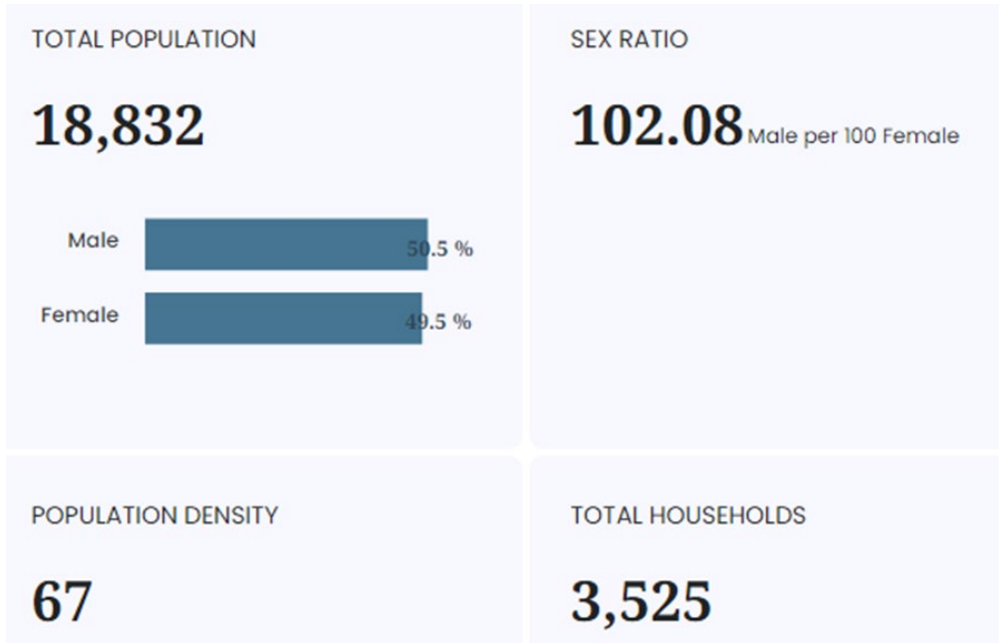 TOTAL POPULATION
18,832
Male
50.5 %
Female
49.5 %
SEX RATIO
102.08 Male per 100 Female
POPULATION DENSITY
67
TOTAL HOUSEHOLDS
3,525